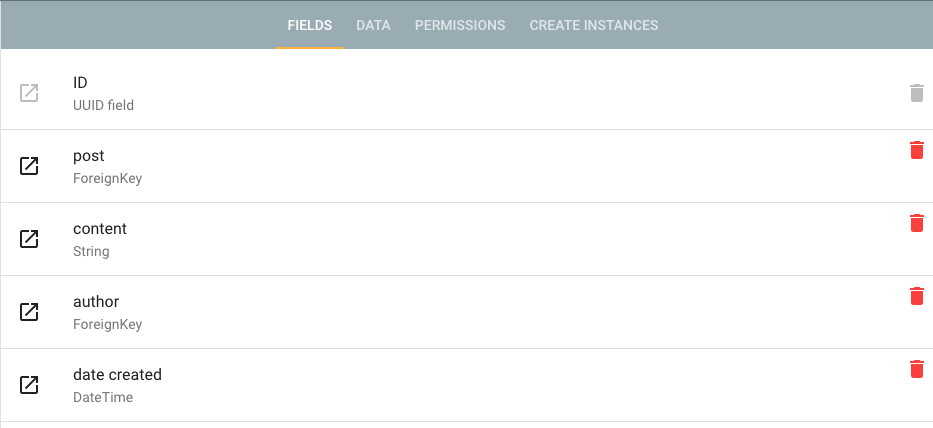 FIELDS DATA PERMISSIONS CREATE INSTANCES
ID
UUID field
post
ForeignKey
content
String
author
ForeignKey
date created
DateTime